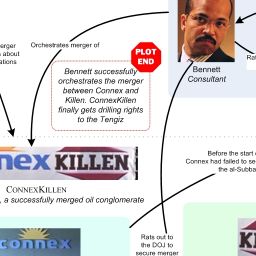 erger
s about
ations
Orchestrates merger of
PLOT
END
Bennett successfully
orchestrates the merger
between Connex and
Killen. ConnexKillen
finally gets drilling rights
to the Tengiz
Bennett
Consultant
Rat
nex KILLEN
CONNEXKILLEN
, a successfully merged oil conglomerate
Before the start
Connex had failed to se
the al-Subba
connex
Rats out to
the DOJ to
secure merger
KI